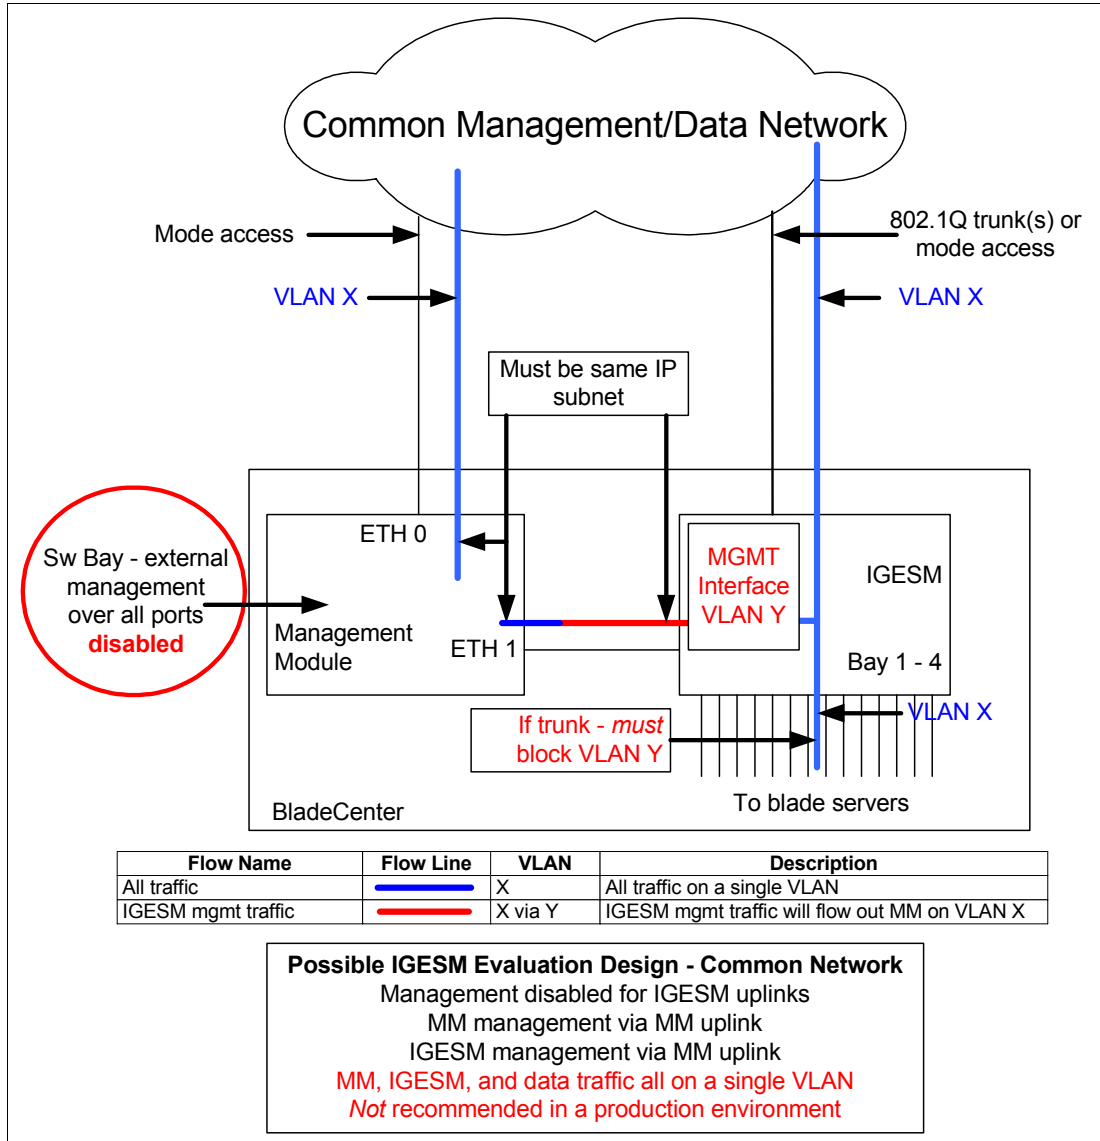 Common Management/Data Network
Mode access
802.1Q trunk(s) or
mode access
VLAN X
VLAN X
Must be same IP
subnet
Sw Bay - external
management
over all ports
disabled
ETH 0
Management
Module
ETH 1
MGMT
Interface
VLAN Y
IGESM
Bay 1 - 4
VLAN X
If trunk - must
block VLAN Y
To blade servers
BladeCenter
Flow Name Flow Line VLAN Description
All traffic X All traffic on a single VLAN
IGESM mgmt traffic X via Y IGESM mgmt traffic will flow out MM on VLAN X
Possible IGESM Evaluation Design - Common Network
Management disabled for IGESM uplinks
MM management via MM uplink
IGESM management via MM uplink
MM, IGESM, and data traffic all on a single VLAN
Not recommended in a production environment